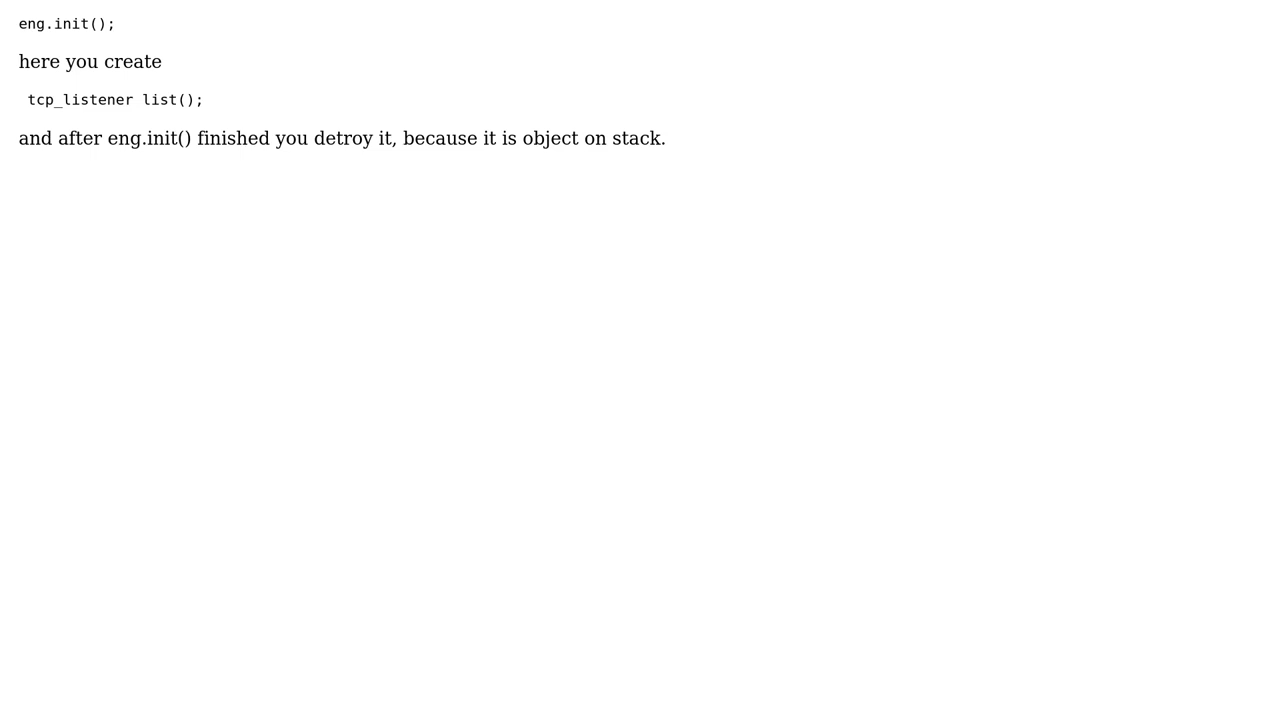 eng.init();
here you create
tcp_listener list();
and after eng.init() finished you detroy it, because it is object on stack.